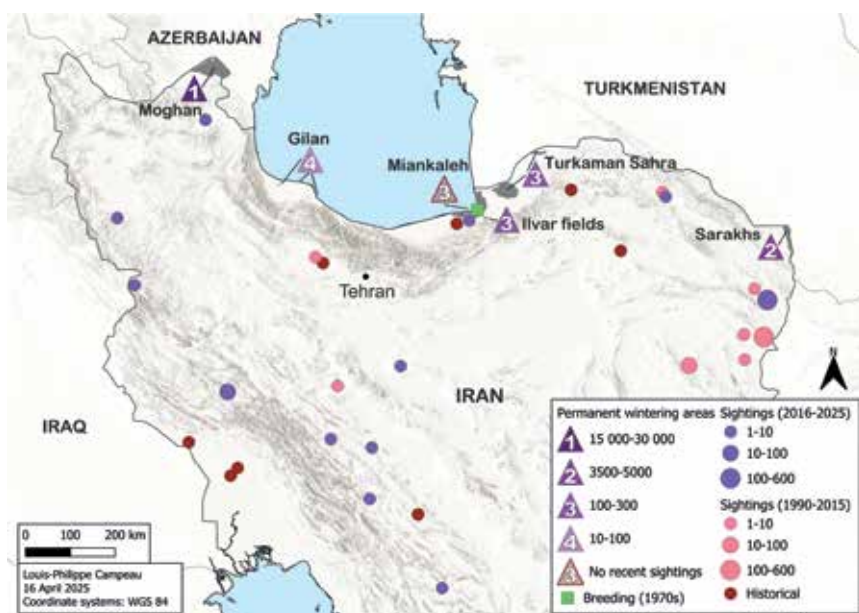 AZERBAIJAN
TURKMENISTAN
1
Moghan
Gilan
4
Miankaleh
3
Turkaman Sahra
3
3
Ilvar fields
Sarakhs
2
Tehran
IRAN
IRAQ
N
Permanent wintering areas
1 15 000-30 000
2 3500-5000
3 100-300
4 10-100
3 No recent sightings
Breeding (1970s)
Sightings (2016-2025)
1-10
10-100
100-600
Sightings (1990-2015)
1-10
10-100
100-600
Historical
0 100 200 km
Louis-Philippe Campeau
16 April 2025
Coordinate systems: WGS 84